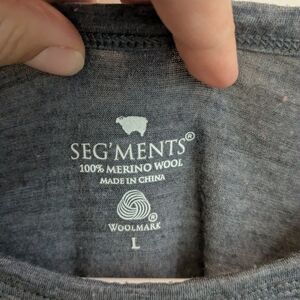 SEG'MENTS®
100% MERINO WOOL
MADE IN CHINA
®
WOOLMARK
L